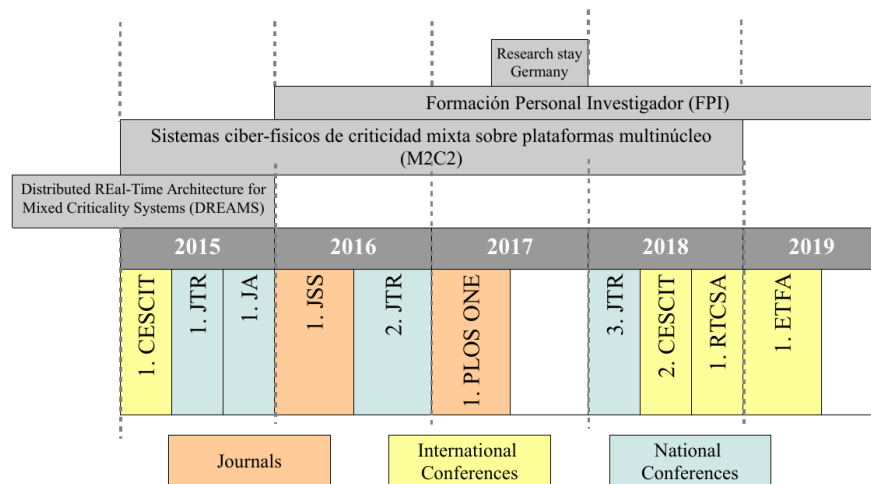 Research stay
Germany
Formación Personal Investigador (FPI)
Sistemas ciber-físicos de criticidad mixta sobre plataformas multinúcleo
(M2C2)
Distributed REal-Time Architecture for
Mixed Criticality Systems (DREAMS)
2015
2016
2017
2018
2019
1. CESCIT
1. JTR
1. JA
1. JSS
2. JTR
1. PLOS ONE
3. JTR
2. CESCIT
1. RTCSA
1. ETFA
Journals
International
Conferences
National
Conferences